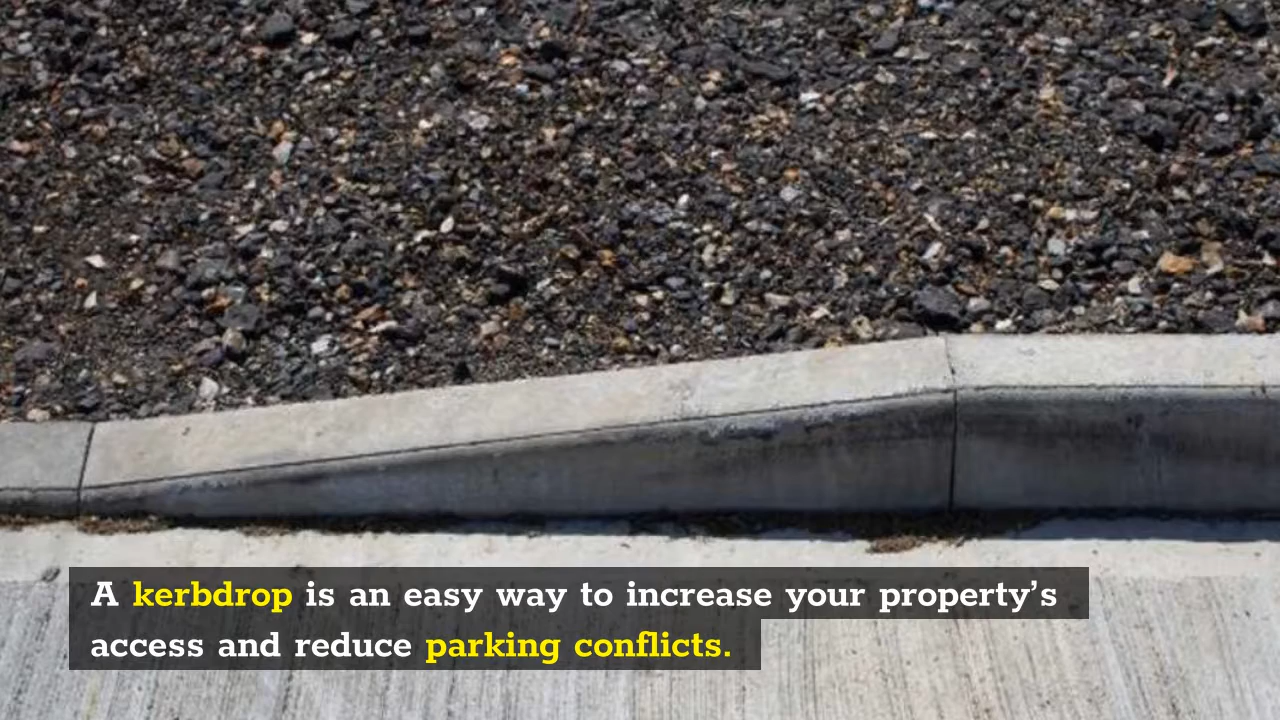 A kerbdrop is an easy way to increase your property’s
access and reduce parking conflicts.